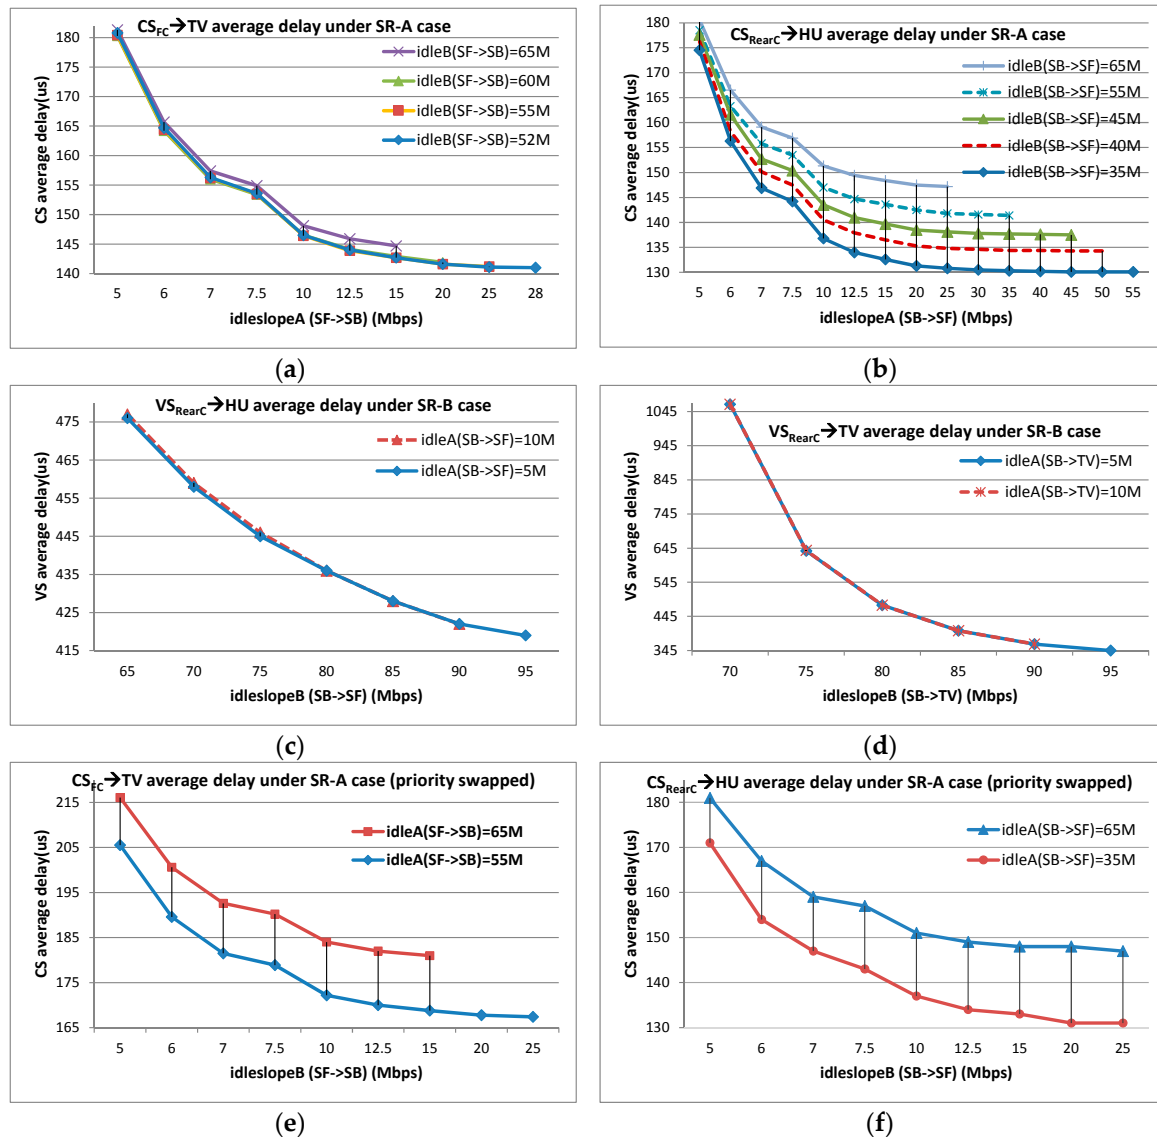 CSFC→TV average delay under SR-A case
CS average delay(us)
180
175
170
165
160
155
150
145
140
idleB(SF->SB)=65M
idleB(SF->SB)=60M
idleB(SF->SB)=55M
idleB(SF->SB)=52M
5 6 7 7.5 10 12.5 15 20 25 28
idleslopeA (SF->SB) (Mbps)
(a)
CSRearC→HU average delay under SR-A case
CS average delay(us)
180
175
170
165
160
155
150
145
140
135
130
idleB(SB->SF)=65M
idleB(SB->SF)=55M
idleB(SB->SF)=45M
idleB(SB->SF)=40M
idleB(SB->SF)=35M
5 6 7 7.5 10 12.5 15 20 25 30 35 40 45 50 55
idleslopeA (SB->SF) (Mbps)
(b)
VSRearC→HU average delay under SR-B case
VS average delay(us)
475
465
455
445
435
425
415
idleA(SB->SF)=10M
idleA(SB->SF)=5M
65 70 75 80 85 90 95
idleslopeB (SB->SF) (Mbps)
(c)
VSRearC→TV average delay under SR-B case
VS average delay(us)
1045
945
845
745
645
545
445
345
idleA(SB->TV)=5M
idleA(SB->TV)=10M
70 75 80 85 90 95
idleslopeB (SB->TV) (Mbps)
(d)
CSFC→TV average delay under SR-A case (priority swapped)
CS average delay(us)
215
205
195
185
175
165
idleA(SF->SB)=65M
idleA(SF->SB)=55M
5 6 7 7.5 10 12.5 15 20 25
idleslopeB (SF->SB) (Mbps)
(e)
CSRearC→HU average delay under SR-A case (priority swapped)
CS average delay(us)
180
170
160
150
140
130
idleA(SB->SF)=65M
idleA(SB->SF)=35M
5 6 7 7.5 10 12.5 15 20 25
idleslopeB (SB->SF) (Mbps)
(f)